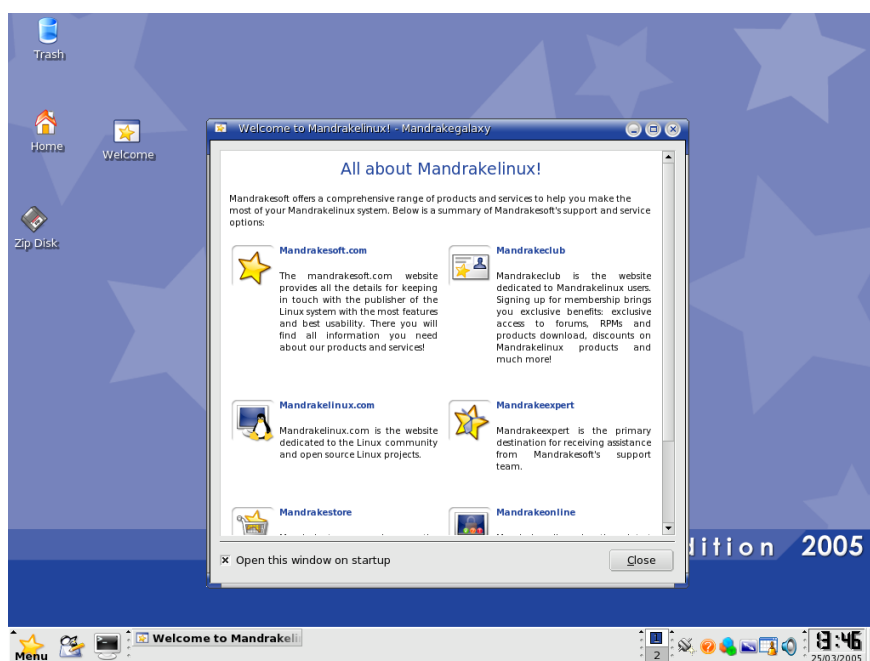 Trash
Home
Welcome
Zip Disk
Welcome to Mandrakelinux! - Mandrakegalaxy
All about Mandrakelinux!
Mandrakesoft offers a comprehensive range of products and services to help you make the
most of your Mandrakelinux system. Below is a summary of Mandrakesoft's support and service
options:
Mandrakesoft.com
The mandrakesoft.com website
provides all the details for keeping
in touch with the publisher of the
Linux system with the most features
and best usability. There you will
find all information you need
about our products and services!
Mandrakeclub
Mandrakeclub is the website
dedicated to Mandrakelinux users.
Signing up for membership brings
you exclusive benefits: exclusive
access to forums, RPMs and
products download, discounts on
Mandrakelinux products and
much more!
Mandrakelinux.com
Mandrakelinux.com is the website
dedicated to the Linux community
and open source Linux projects.
Mandrakeexpert
Mandrakeexpert is the primary
destination for receiving assistance
from Mandrakesoft's support
team.
Mandrakestore
Mandrakeonline
Open this window on startup
Close
dition 2005
Menu
Welcome to Mandrakeli
2
13:46
25/03/2005